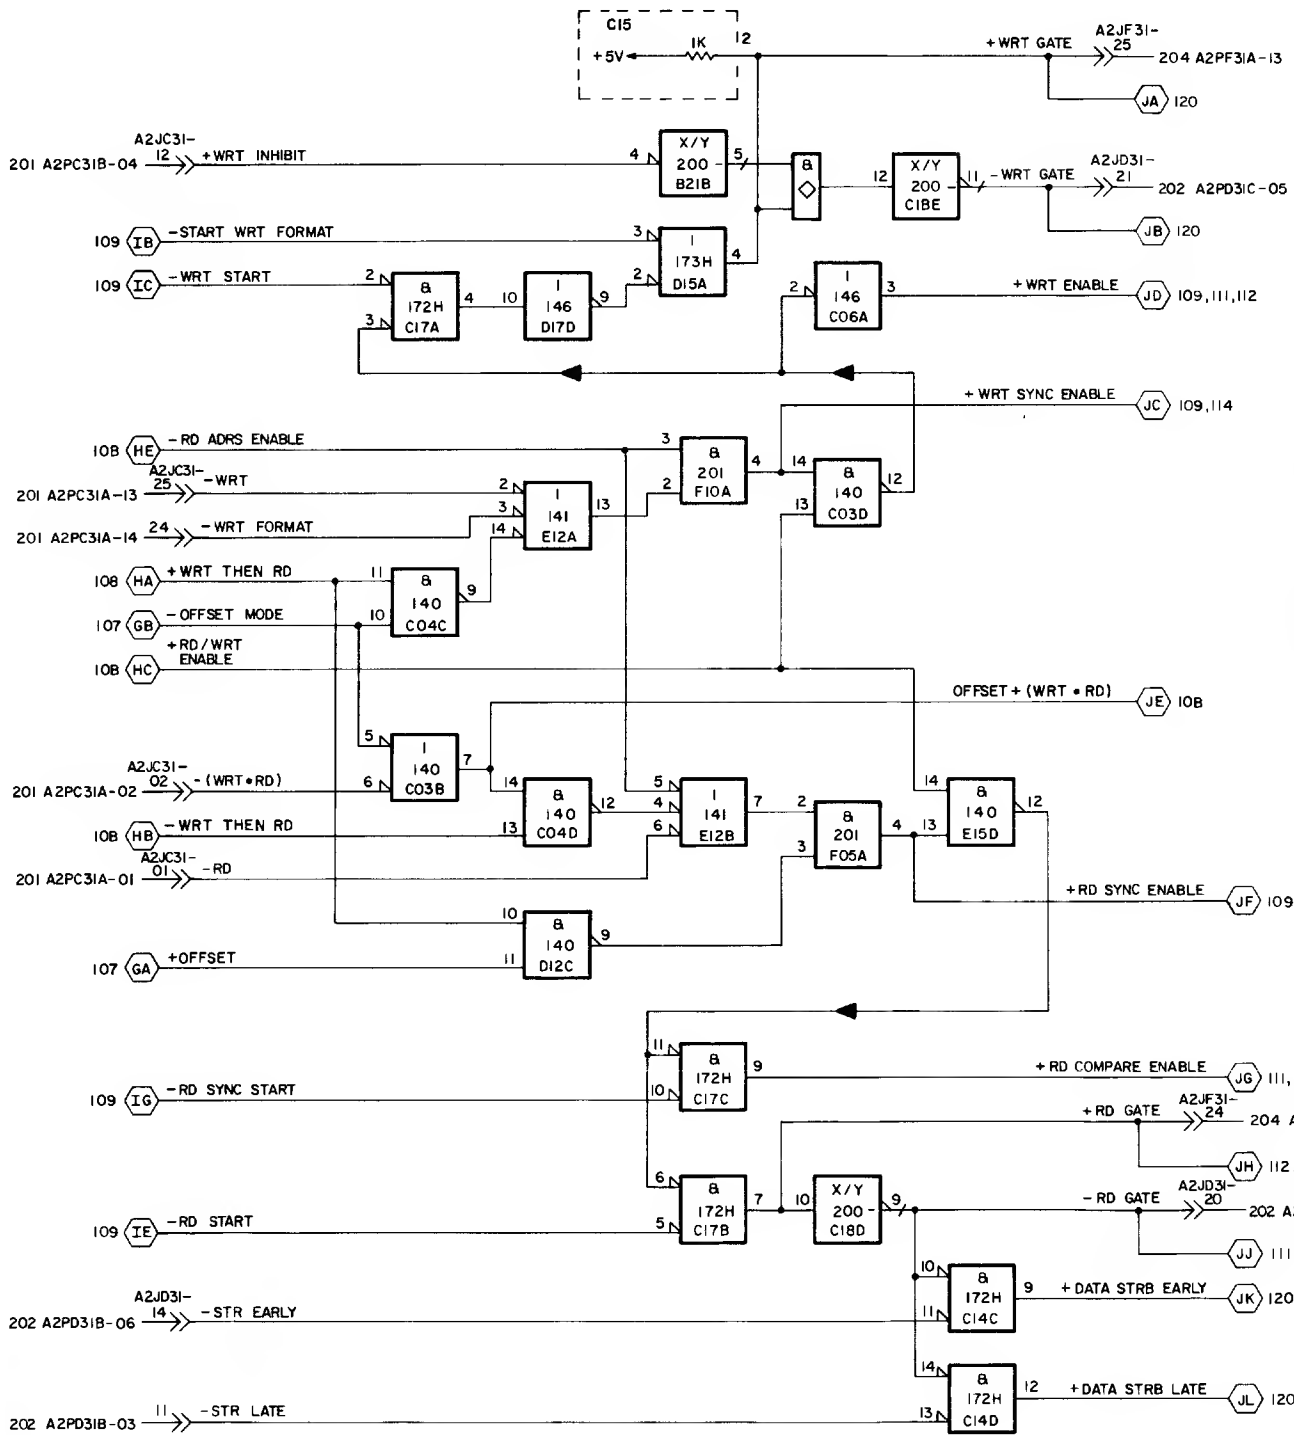 C15
+5V
1K
12
+WRT GATE
A2JF31-
25
204 A2PF31A-13
JA 120
A2JC31-
201 A2PC31B-04
12
+WRT INHIBIT
4
X/Y
200
B21B
5
&
12
X/Y
200
C18E
11
-WRT GATE
A2JD31-
21
202 A2PD31C-05
JB 120
109 IB
-START WRT FORMAT
3
1
173H
D15A
4
109 IC
-WRT START
2
&
172H
C17A
4
10
1
146
D17D
9
2
3
2
1
146
C06A
3
+WRT ENABLE
JD 109,111,112
+WRT SYNC ENABLE
JC 109,114
108 HE
-RD ADRS ENABLE
3
&
201
F10A
4
14
&
140
C03D
12
A2JC31-
201 A2PC31A-13
25
-WRT
2
1
141
E12A
13
2
201 A2PC31A-14
24
-WRT FORMAT
3
14
13
108 HA
+WRT THEN RD
11
&
140
C04C
9
107 GB
-OFFSET MODE
10
108 HC
+RD/WRT
ENABLE
OFFSET + (WRT • RD)
JE 108
5
1
140
C03B
7
A2JC31-
201 A2PC31A-02
02
-(WRT•RD)
6
14
&
140
C04D
12
5
4
1
141
E12B
7
2
&
201
F05A
4
14
&
140
E15D
12
108 HB
-WRT THEN RD
13
6
13
A2JC31-
201 A2PC31A-01
01
-RD
3
+RD SYNC ENABLE
JF 109
10
&
140
D12C
9
107 GA
+OFFSET
11
11
&
172H
C17C
9
+RD COMPARE ENABLE
JG 111,
109 IG
-RD SYNC START
10
+RD GATE
A2JF31-
24
204 A
JH 112
6
&
172H
C17B
7
10
X/Y
200
C18D
9
-RD GATE
A2JD31-
20
202 A
109 IE
-RD START
5
JJ 111
10
&
172H
C14C
9
+DATA STRB EARLY
JK 120
A2JD31-
202 A2PD31B-06
14
-STR EARLY
11
14
&
172H
C14D
12
+DATA STRB LATE
JL 120
202 A2PD31B-03
11
-STR LATE
13